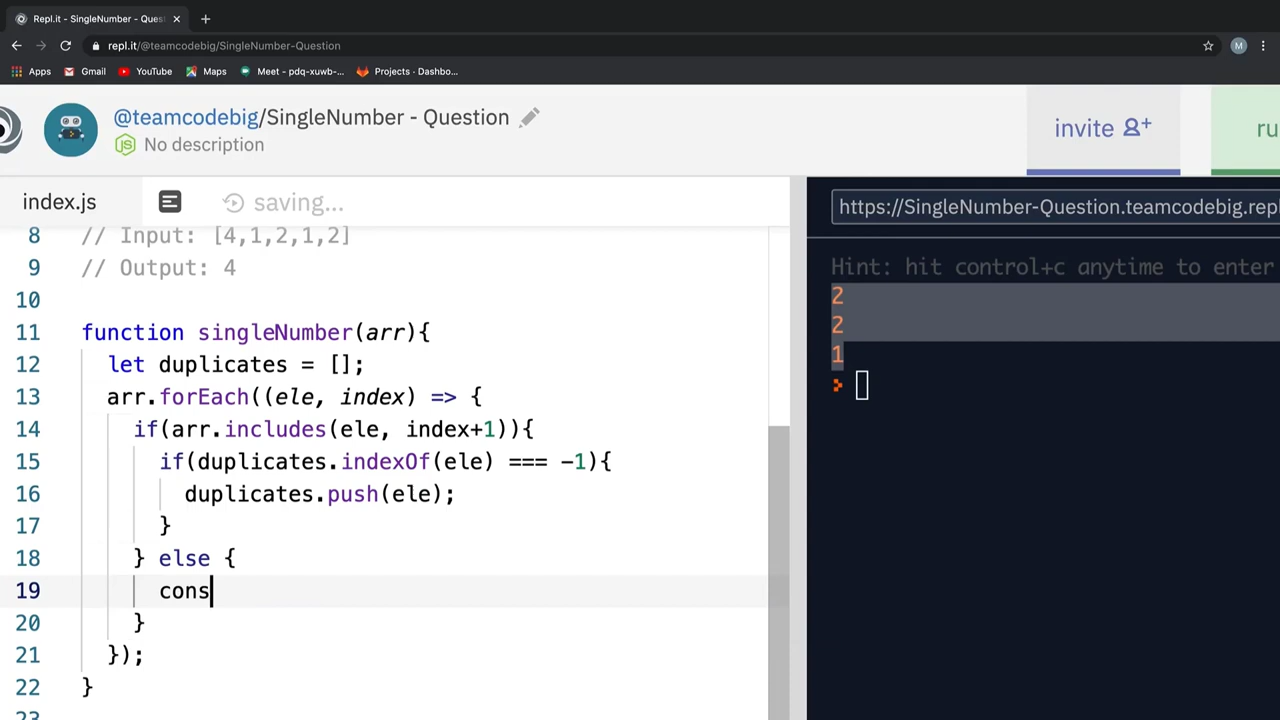 Repl.it - SingleNumber - Ques
repl.it/@teamcodebig/SingleNumber-Question
M
Apps
Gmail
YouTube
Maps
Meet - pdq-xuwb-...
Projects · Dashbo...
@teamcodebig/SingleNumber - Question
No description
invite
ru
index.js
saving...
https://SingleNumber-Question.teamcodebig.repl
8 // Input: [4,1,2,1,2]
9 // Output: 4
10
11 function singleNumber(arr){
12 let duplicates = [];
13 arr.forEach((ele, index) => {
14 if(arr.includes(ele, index+1)){
15 if(duplicates.indexOf(ele) === -1){
16 duplicates.push(ele);
17 }
18 } else {
19 cons
20 }
21 });
22 }
23
Hint: hit control+c anytime to enter
2
2
1